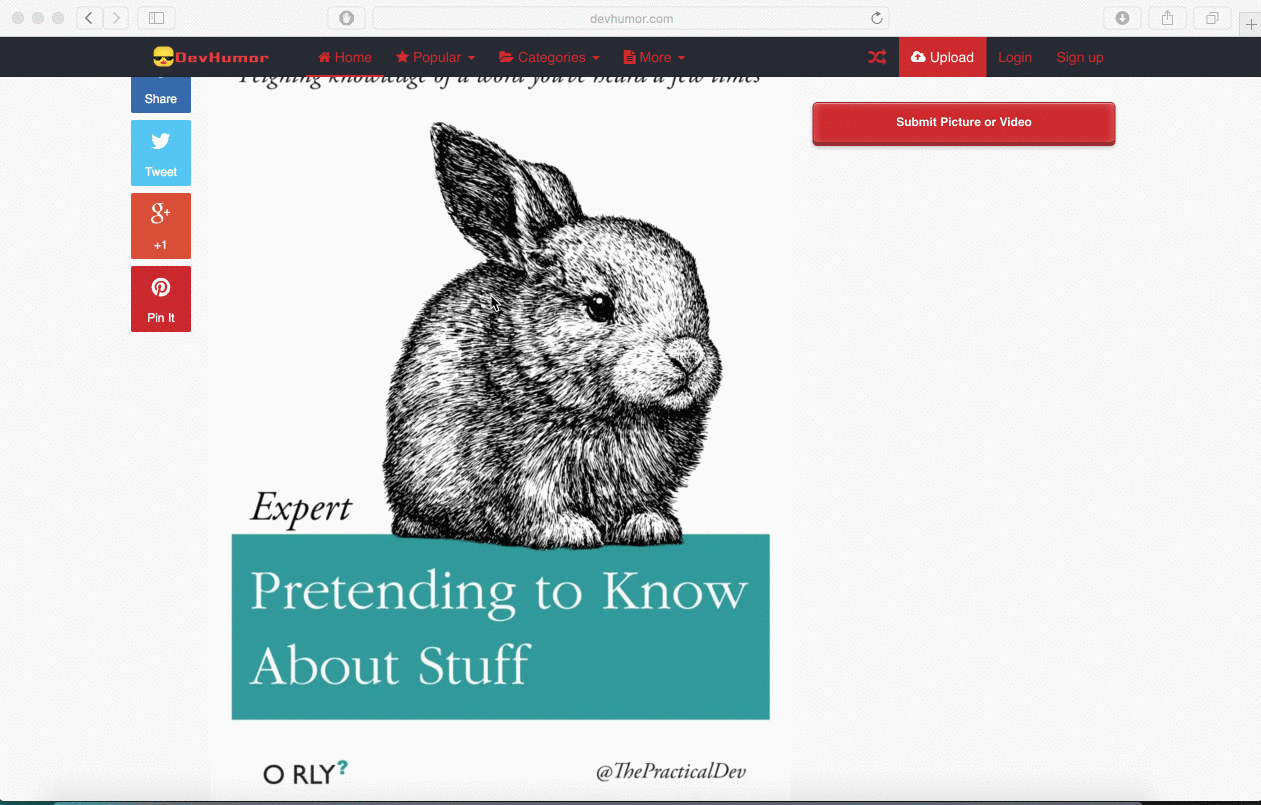 devhumor.com
DevHumor Home Popular Categories More Upload Login Sign up
Feigning knowledge of a word you've heard a few times
Share
Submit Picture or Video
Tweet
g+
+1
Pin It
Expert
Pretending to Know
About Stuff
O RLY?
@ThePracticalDev